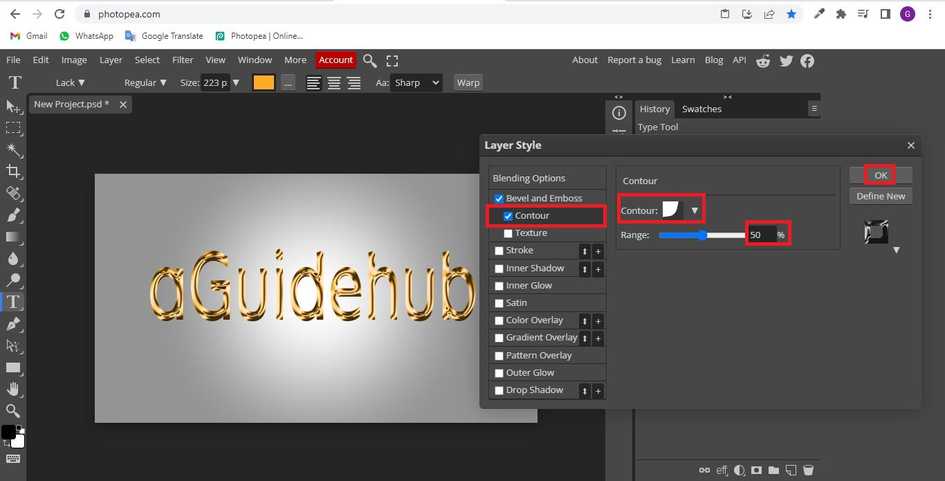 photopea.com
G
Gmail WhatsApp Google Translate Photopea | Online...
File Edit Image Layer Select Filter View Window More Account About Report a bug Learn Blog API
T Lack ▼ Regular ▼ Size: 223 p ▼ ... Aa: Sharp Warp
New Project.psd *
History Swatches
Type Tool
Layer Style
Blending Options
Bevel and Emboss
Contour
Texture
Stroke
Inner Shadow
Inner Glow
Satin
Color Overlay
Gradient Overlay
Pattern Overlay
Outer Glow
Drop Shadow
Contour
Contour:
Range: 50 %
OK
Define New
aGuidehub
T
eff